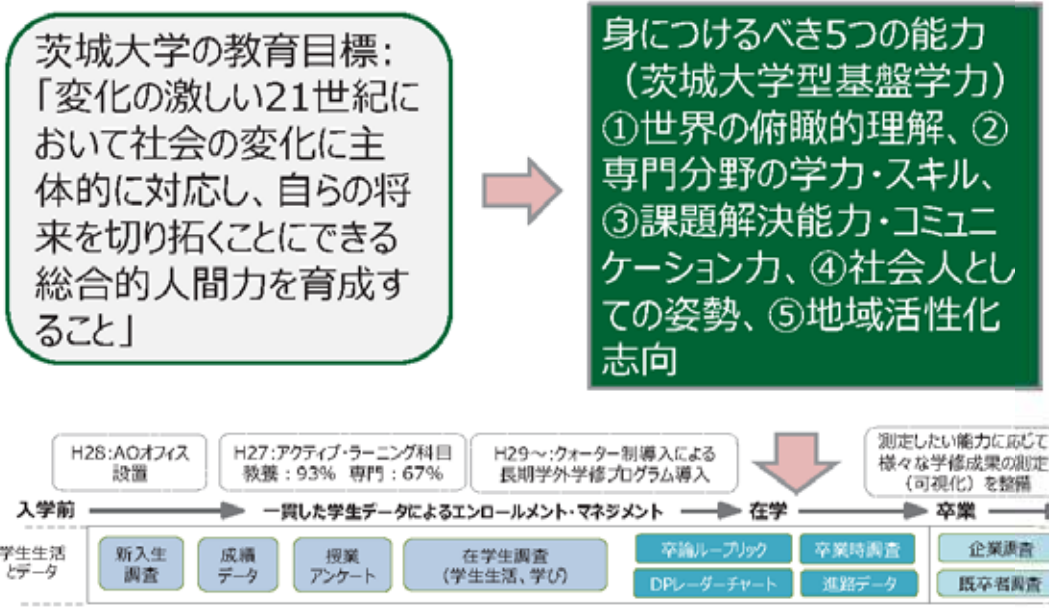 茨城大学の教育目標:
「変化の激しい21世紀に
おいて社会の変化に主
体的に対応し、自らの将
来を切り拓くことにできる
総合的人間力を育成す
ること」
身につけるべき5つの能力
(茨城大学型基盤学力)
①世界の俯瞰的理解、②
専門分野の学力・スキル、
③課題解決能力・コミュニ
ケーション力、④社会人とし
ての姿勢、⑤地域活性化
志向
H28:AOオフィス
設置
H27:アクティブ・ラーニング科目
教養:93% 専門:67%
H29~:クォーター制導入による
長期学外学修プログラム導入
測定したい能力に応じて
様々な学修成果の測定
(可視化)を整備
入学前
一貫した学生データによるエンロールメント・マネジメント
在学
卒業
学生生活
とデータ
新入生
調査
成績
データ
授業
アンケート
在学生調査
(学生生活、学び)
卒論ルーブリック
DPレーダーチャート
卒業時調査
進路データ
企業調査
既卒者調査